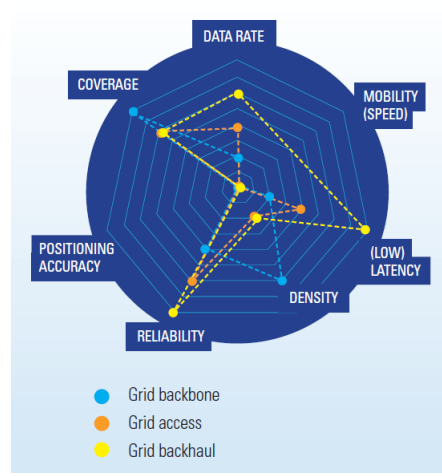 DATA RATE
COVERAGE
MOBILITY
(SPEED)
POSITIONING
ACCURACY
(LOW)
LATENCY
DENSITY
RELIABILITY
Grid backbone
Grid access
Grid backhaul